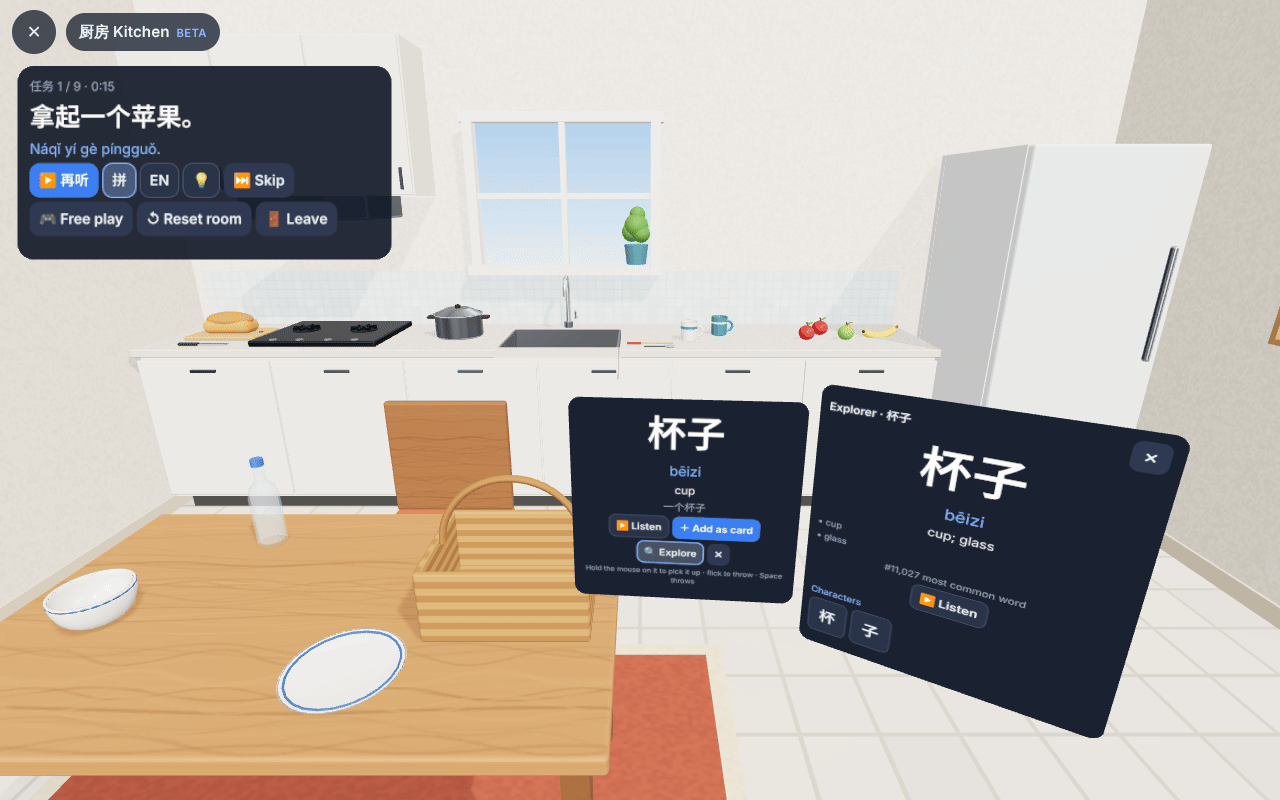 ✕
厨房 Kitchen BETA
任务 1 / 9 · 0:15
拿起一个苹果。
Náqǐ yí gè píngguǒ.
▶️ 再听 拼 EN 💡 ⏭️ Skip
🎮 Free play ↺ Reset room 🚪 Leave
杯子
bēizi
cup
一个杯子
▶️ Listen + Add as card
🔍 Explore ✕
Hold the mouse on it to pick it up · flick to throw · Space
throws
Explorer · 杯子
✕
杯子
bēizi
cup; glass
• cup
• glass
#11,027 most common word
▶️ Listen
Characters
杯 子